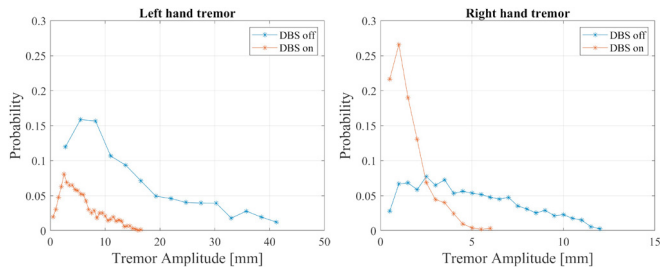 Left hand tremor
DBS off
DBS on
0.3
0.25
0.2
0.15
0.1
0.05
0
Probability
0 10 20 30 40 50
Tremor Amplitude [mm]
Right hand tremor
DBS off
DBS on
0.3
0.25
0.2
0.15
0.1
0.05
0
Probability
0 5 10 15
Tremor Amplitude [mm]